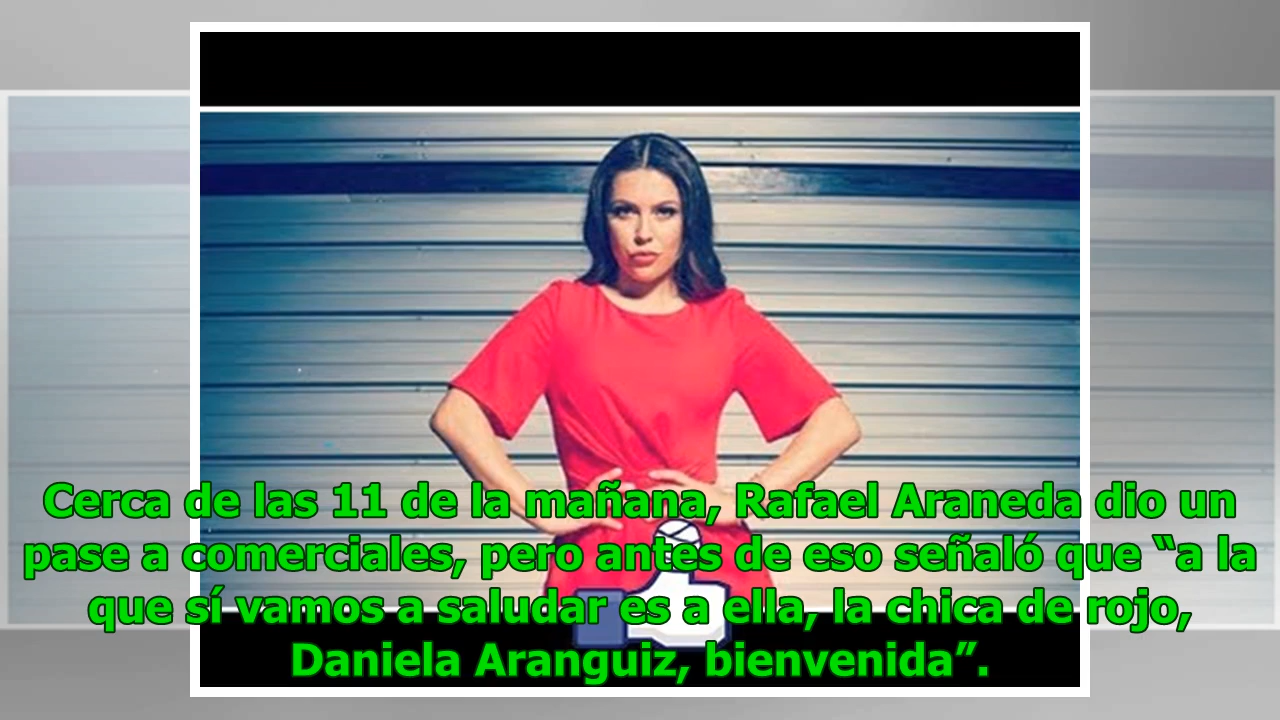 Cerca de las 11 de la mañana, Rafael Araneda dio un
pase a comerciales, pero antes de eso señaló que “a la
que sí vamos a saludar es a ella, la chica de rojo,
Daniela Aranguiz, bienvenida”.